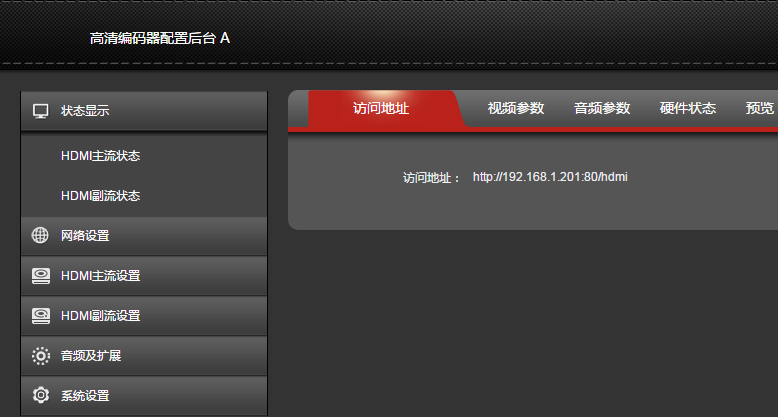 高清编码器配置后台 A
状态显示
HDMI主流状态
HDMI副流状态
网络设置
HDMI主流设置
HDMI副流设置
音频及扩展
系统设置
访问地址 视频参数 音频参数 硬件状态 预览
访问地址： http://192.168.1.201:80/hdmi